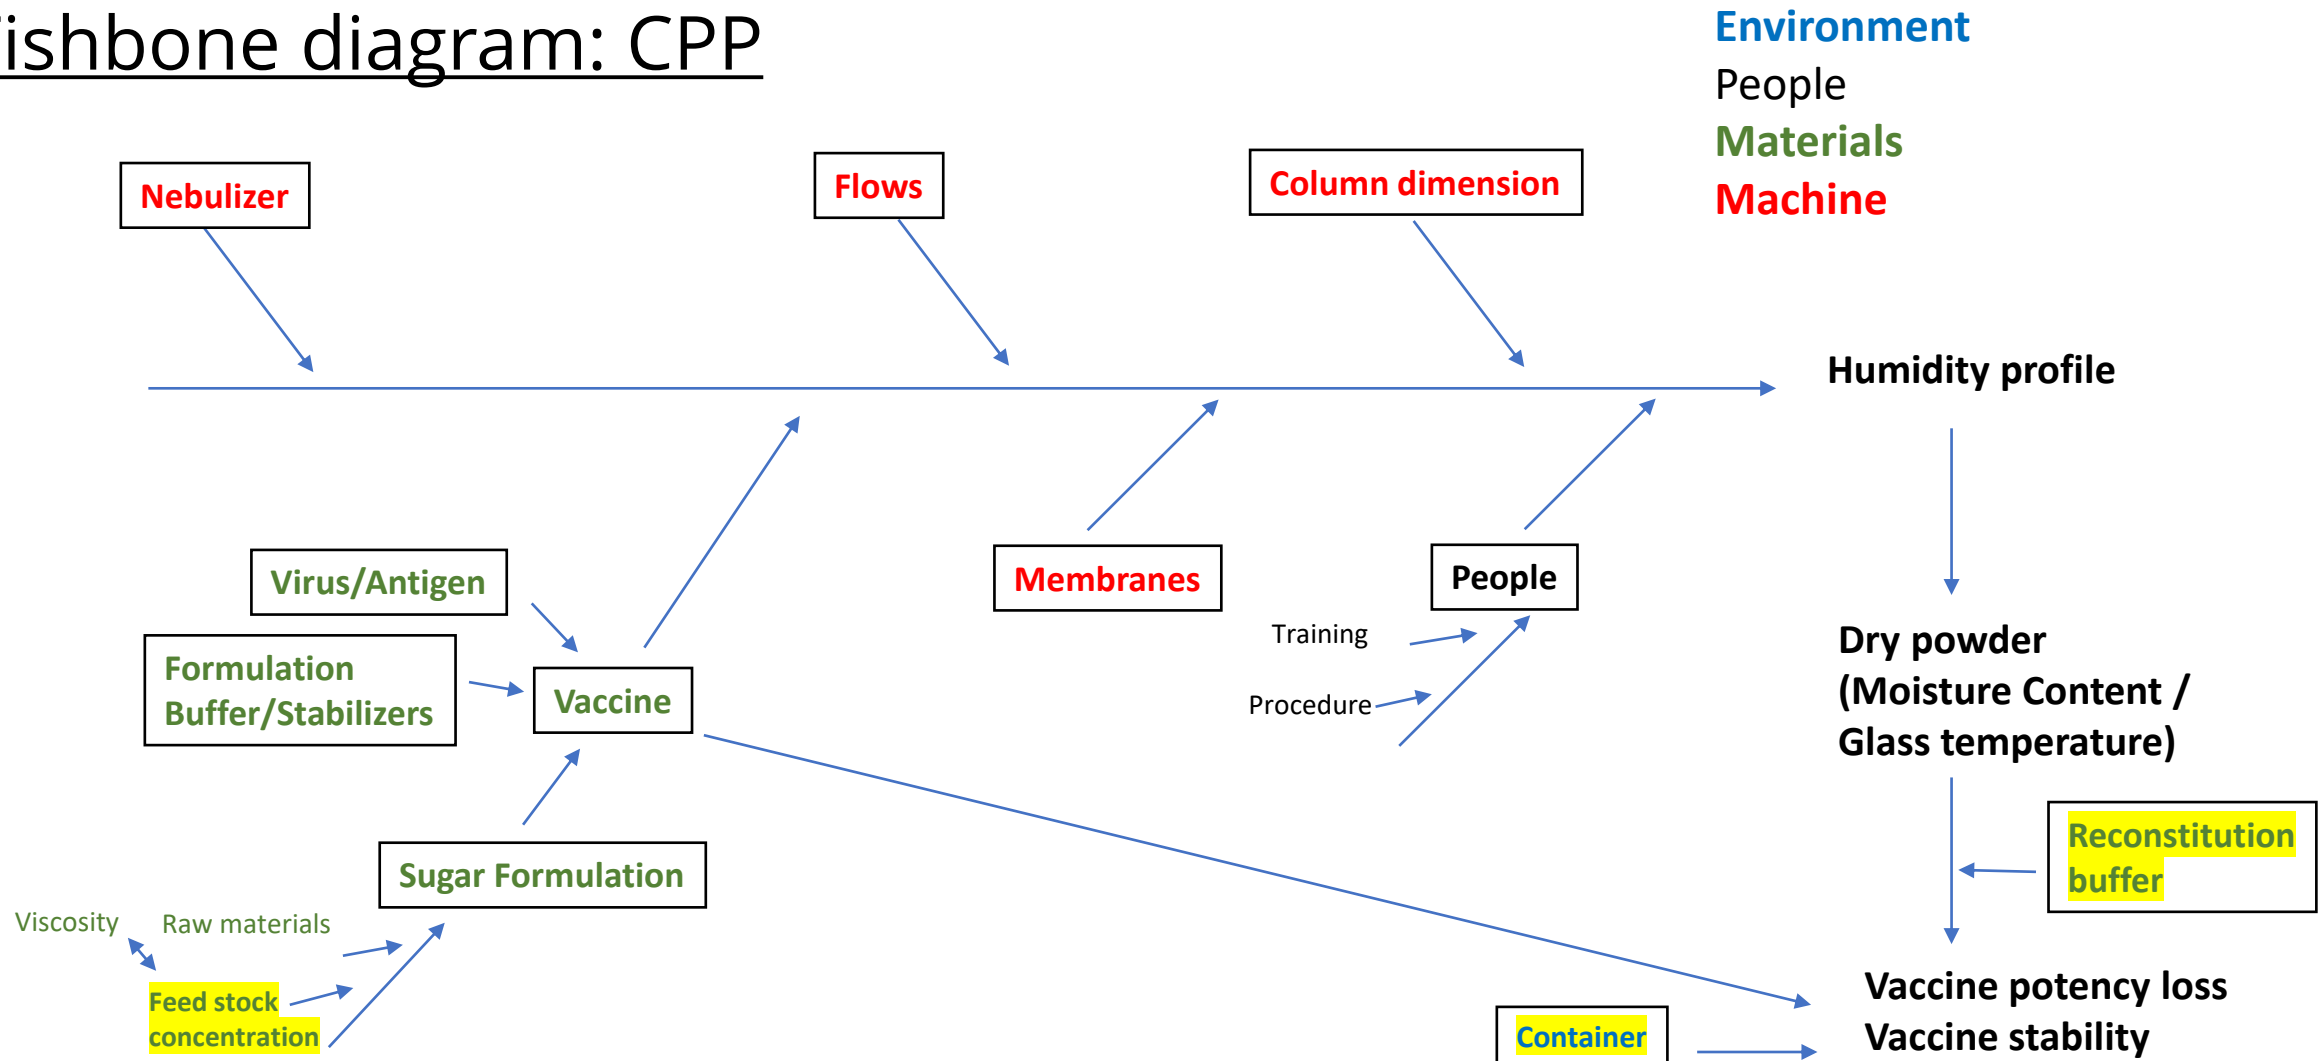 ishbone diagram: CPP
Environment
People
Materials
Machine
Nebulizer
Flows
Column dimension
Humidity profile
Virus/Antigen
Membranes
People
Formulation
Buffer/Stabilizers
Vaccine
Training
Procedure
Dry powder
(Moisture Content /
Glass temperature)
Sugar Formulation
Reconstitution
buffer
Viscosity
Raw materials
Feed stock
concentration
Container
Vaccine potency loss
Vaccine stability